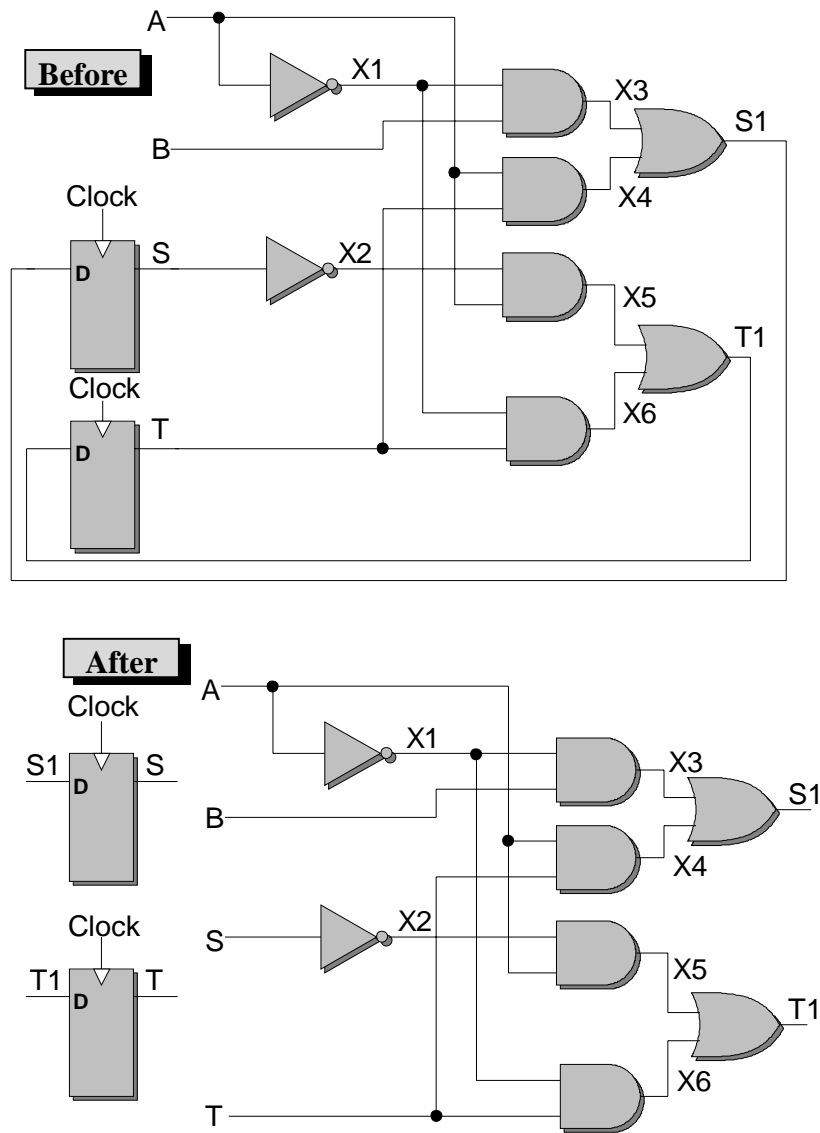 A
Before
X1
X3
S1
B
X4
Clock
S
X2
D
X5
T1
Clock
T
X6
D
After
A
Clock
X1
X3
S1
S
D
S1
B
X4
Clock
X2
S
T1
T
D
X5
T1
X6
T